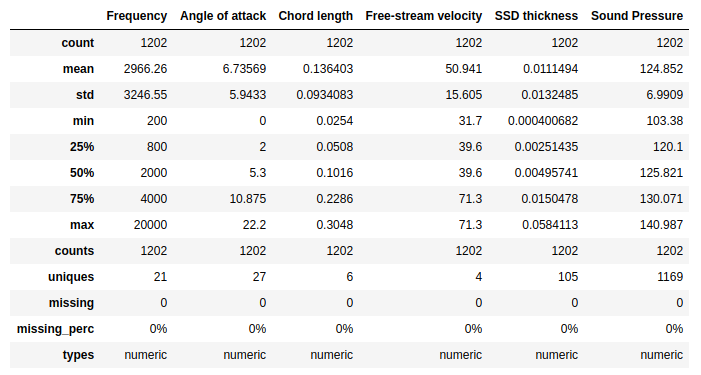 Frequency Angle of attack Chord length Free-stream velocity SSD thickness Sound Pressure
count 1202 1202 1202 1202 1202 1202
mean 2966.26 6.73569 0.136403 50.941 0.0111494 124.852
std 3246.55 5.9433 0.0934083 15.605 0.0132485 6.9909
min 200 0 0.0254 31.7 0.000400682 103.38
25% 800 2 0.0508 39.6 0.00251435 120.1
50% 2000 5.3 0.1016 39.6 0.00495741 125.821
75% 4000 10.875 0.2286 71.3 0.0150478 130.071
max 20000 22.2 0.3048 71.3 0.0584113 140.987
counts 1202 1202 1202 1202 1202 1202
uniques 21 27 6 4 105 1169
missing 0 0 0 0 0 0
missing_perc 0% 0% 0% 0% 0% 0%
types numeric numeric numeric numeric numeric numeric